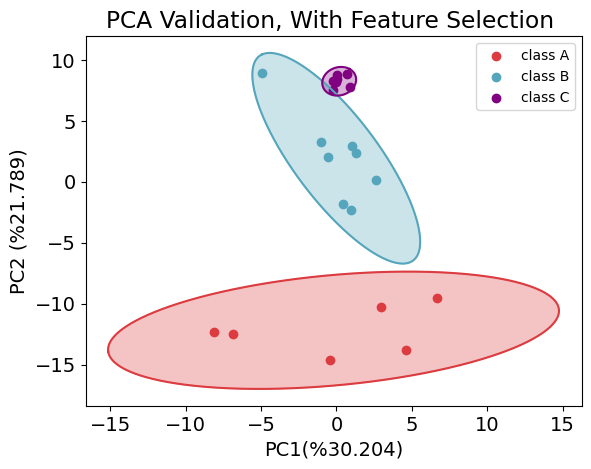 PCA Validation, With Feature Selection
class A
class B
class C
10
5
0
−5
−10
−15
PC2 (%21.789)
−15 −10 −5 0 5 10 15
PC1(%30.204)